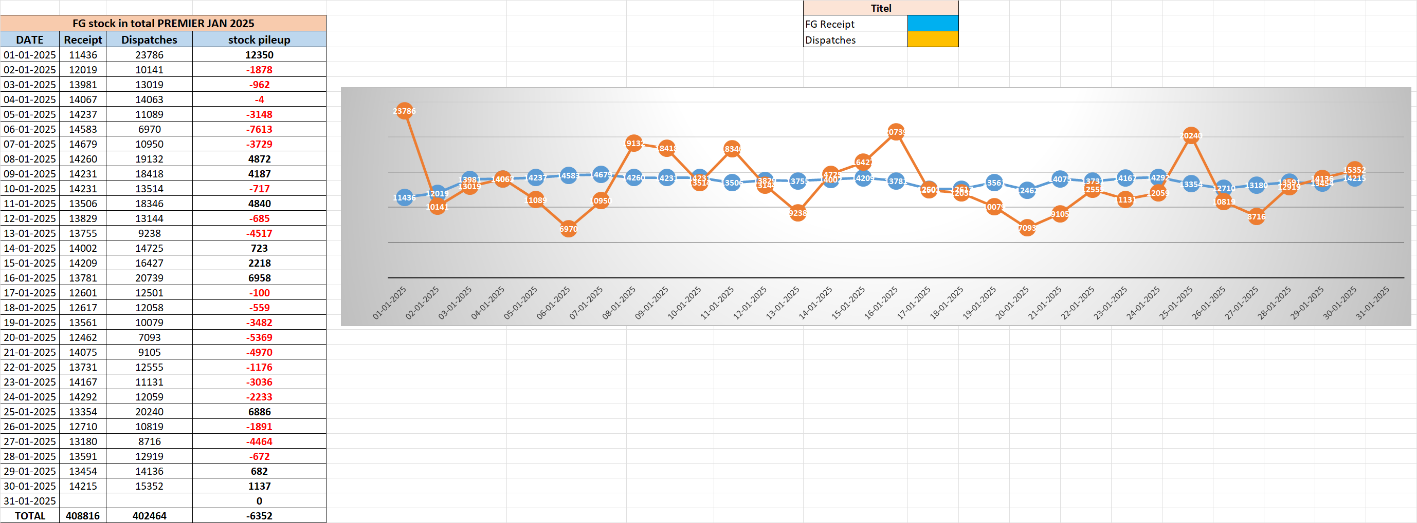 Titel
FG Receipt
Dispatches
FG stock in total PREMIER JAN 2025
DATE Receipt Dispatches stock pileup
01-01-2025 11436 23786 12350
02-01-2025 12019 10141 -1878
03-01-2025 13981 13019 -962
04-01-2025 14067 14063 -4
05-01-2025 14237 11089 -3148
06-01-2025 14583 6970 -7613
07-01-2025 14679 10950 -3729
08-01-2025 14260 19132 4872
09-01-2025 14231 18418 4187
10-01-2025 14231 13514 -717
11-01-2025 13506 18346 4840
12-01-2025 13829 13144 -685
13-01-2025 13755 9238 -4517
14-01-2025 14002 14725 723
15-01-2025 14209 16427 2218
16-01-2025 13781 20739 6958
17-01-2025 12601 12501 -100
18-01-2025 12617 12058 -559
19-01-2025 13561 10079 -3482
20-01-2025 12462 7093 -5369
21-01-2025 14075 9105 -4970
22-01-2025 13731 12555 -1176
23-01-2025 14167 11131 -3036
24-01-2025 14292 12059 -2233
25-01-2025 13354 20240 6886
26-01-2025 12710 10819 -1891
27-01-2025 13180 8716 -4464
28-01-2025 13591 12919 -672
29-01-2025 13454 14136 682
30-01-2025 14215 15352 1137
31-01-2025 0
TOTAL 408816 402464 -6352
23786
11436
12019
10141
13019
11089
6970
10950
9238
7093
9105
10819
8716
12919
15352
14215
01-01-2025 02-01-2025 03-01-2025 04-01-2025 05-01-2025 06-01-2025 07-01-2025 08-01-2025 09-01-2025 10-01-2025 11-01-2025 12-01-2025 13-01-2025 14-01-2025 15-01-2025 16-01-2025 17-01-2025 18-01-2025 19-01-2025 20-01-2025 21-01-2025 22-01-2025 23-01-2025 24-01-2025 25-01-2025 26-01-2025 27-01-2025 28-01-2025 29-01-2025 30-01-2025 31-01-2025